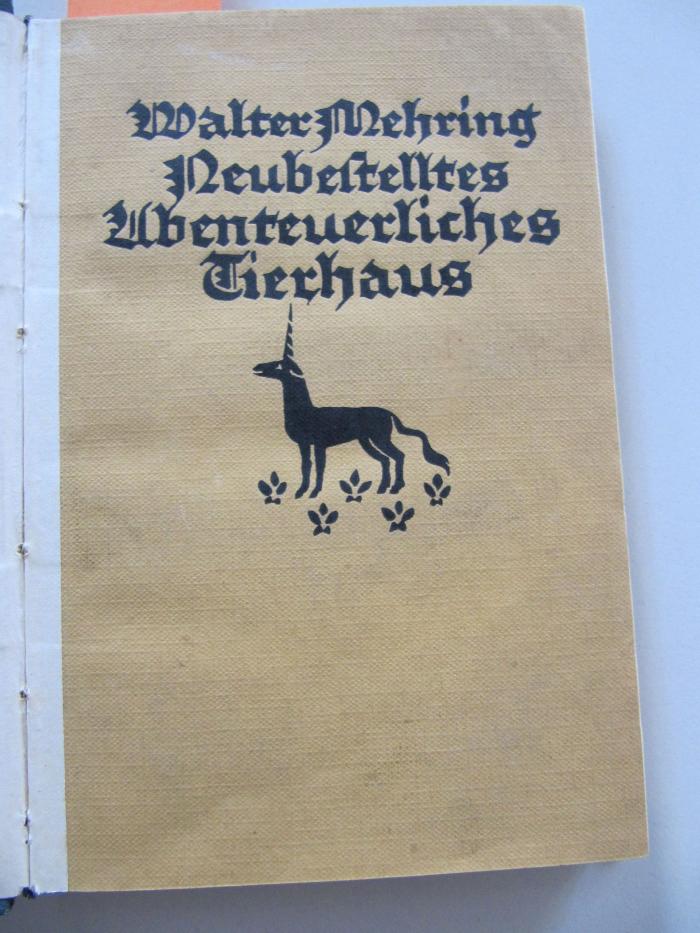 Walter Mehring
Neubeſtelltes
Abenteuerliches
Tierhaus